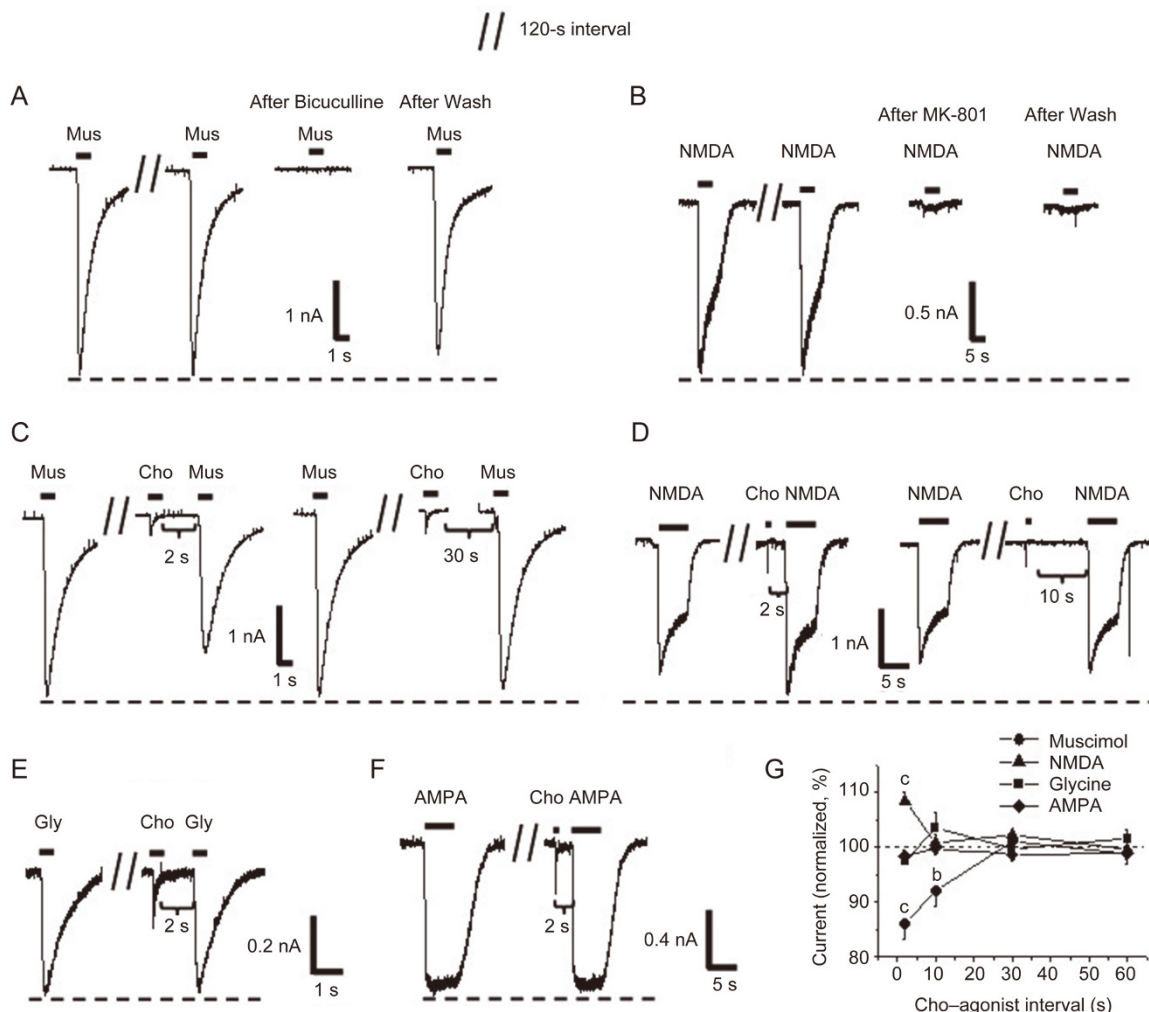 120-s interval
A
After Bicuculline After Wash
Mus Mus Mus Mus
1 nA
1 s
B
After MK-801 After Wash
NMDA NMDA NMDA NMDA
0.5 nA
5 s
C
Mus Cho Mus Mus Cho Mus
2 s 30 s
1 nA
1 s
D
NMDA Cho NMDA NMDA Cho NMDA
2 s 10 s
1 nA
5 s
E
Gly Cho Gly
2 s
0.2 nA
1 s
F
AMPA Cho AMPA
2 s
0.4 nA
5 s
G
Muscimol
NMDA
Glycine
AMPA
Current (normalized, %)
110
100
90
80
c
b
c
0 10 20 30 40 50 60
Cho–agonist interval (s)